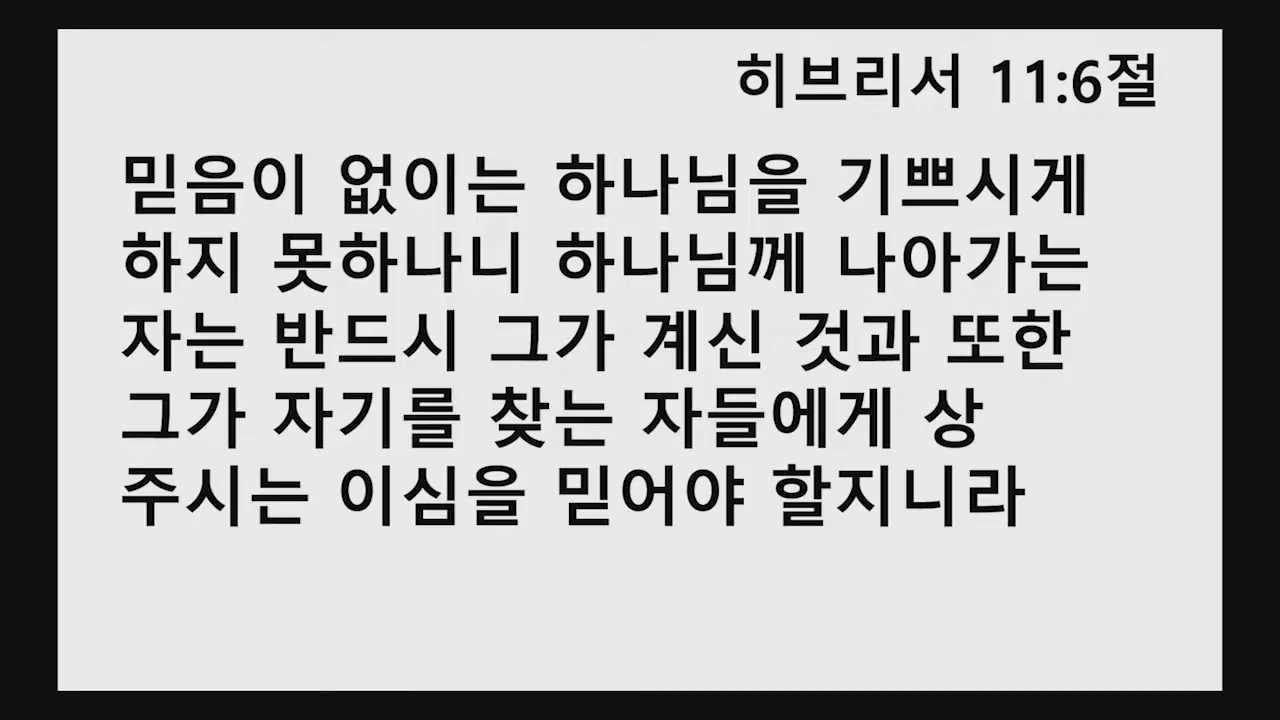 히브리서 11:6절
믿음이 없이는 하나님을 기쁘시게
하지 못하나니 하나님께 나아가는
자는 반드시 그가 계신 것과 또한
그가 자기를 찾는 자들에게 상
주시는 이심을 믿어야 할지니라